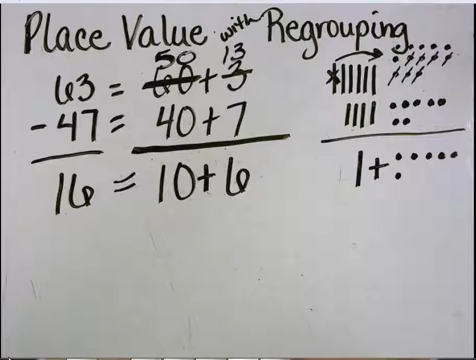 Place Value with Regrouping
50 13
63 = 60 + 3
- 47 = 40 + 7
16 = 10 + 6
1 +